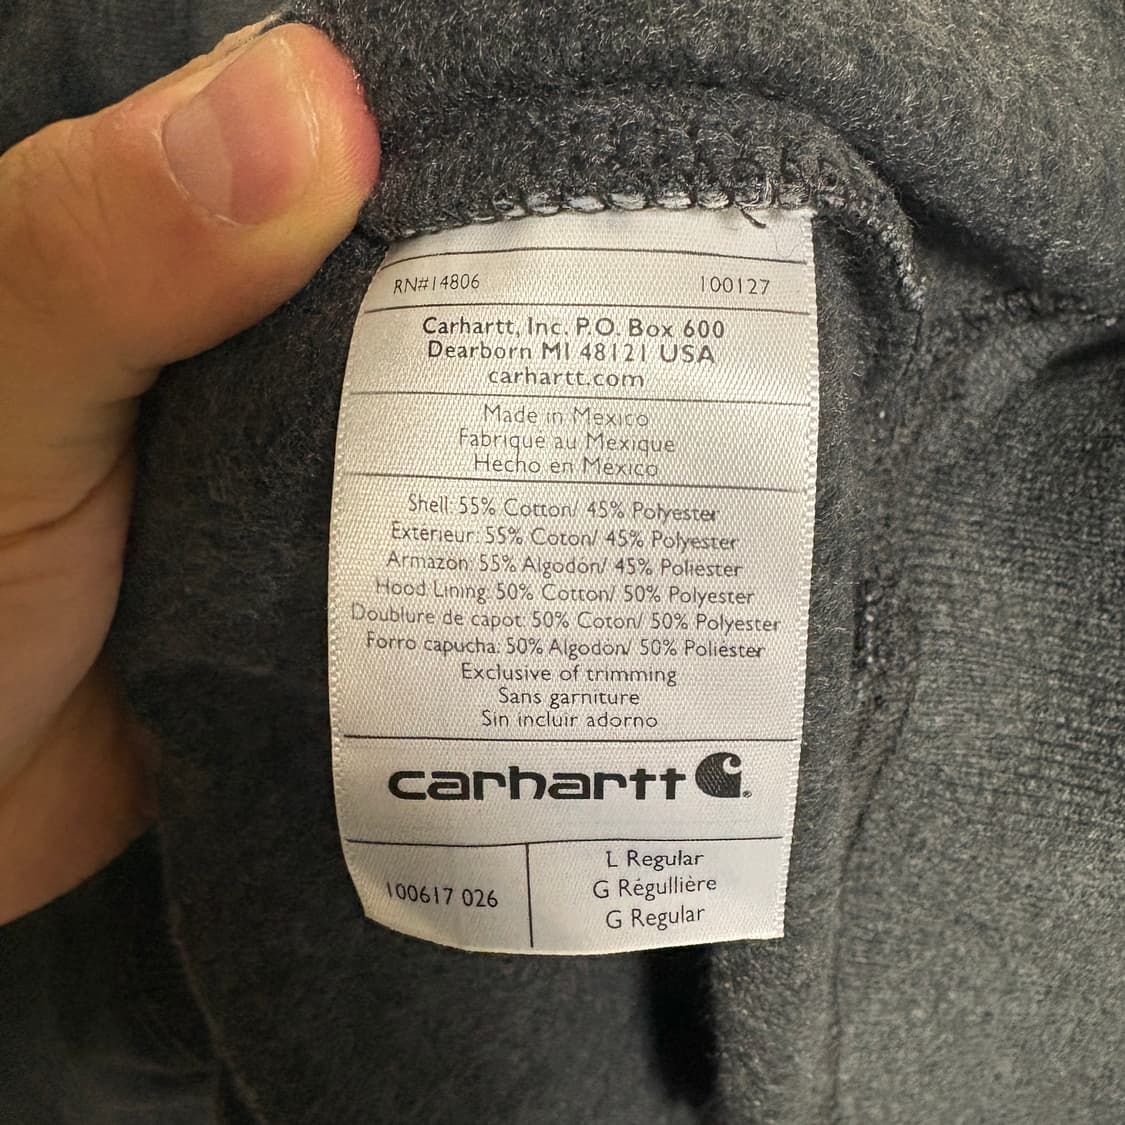 RN#14806 100127
Carhartt, Inc. P.O. Box 600
Dearborn MI 48121 USA
carhartt.com
Made in Mexico
Fabrique au Mexique
Hecho en Mexico
Shell: 55% Cotton/ 45% Polyester
Extérieur: 55% Coton/ 45% Polyester
Armazón: 55% Algodón/ 45% Poliester
Hood Lining: 50% Cotton/ 50% Polyester
Doublure de capot: 50% Coton/ 50% Polyester
Forro capucha: 50% Algodón/ 50% Poliéster
Exclusive of trimming
Sans garniture
Sin incluir adorno
carhartt
100617 026
L Regular
G Régullière
G Regular